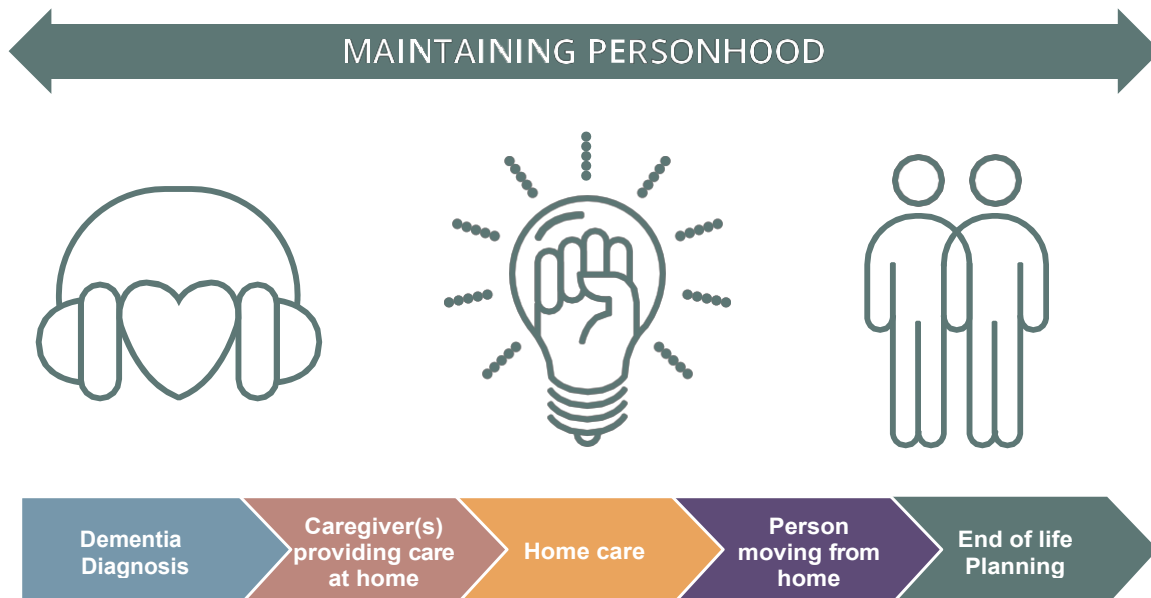 MAINTAINING PERSONHOOD
Dementia
Diagnosis
Caregiver(s)
providing care
at home
Home care
Person
moving from
home
End of life
Planning